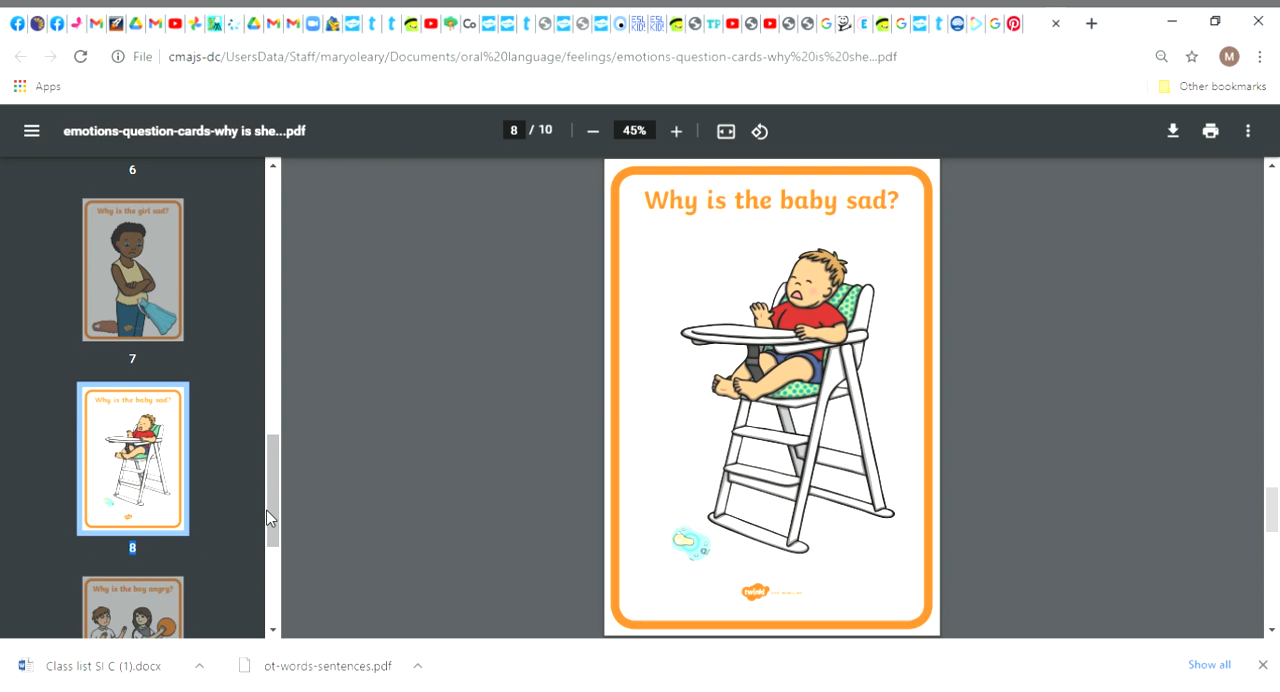 Co
TP
File
cmajs-dc/UsersData/Staff/maryoleary/Documents/oral%20language/feelings/emotions-question-cards-why%20is%20she...pdf
M
Apps
Other bookmarks
emotions-question-cards-why is she...pdf
8 / 10
45%
6
Why is the girl sad?
7
Why is the baby sad?
8
Why is the boy angry?
Why is the baby sad?
twinkl
Class list SI C (1).docx
ot-words-sentences.pdf
Show all